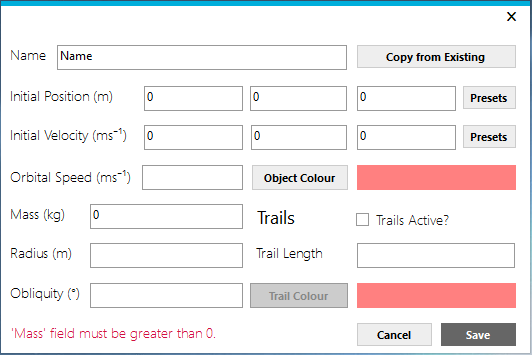 Name Name Copy from Existing
Initial Position (m) 0 0 0 Presets
Initial Velocity (ms⁻¹) 0 0 0 Presets
Orbital Speed (ms⁻¹) Object Colour
Mass (kg) 0 Trails Trails Active?
Radius (m) Trail Length
Obliquity (°) Trail Colour
'Mass' field must be greater than 0. Cancel Save